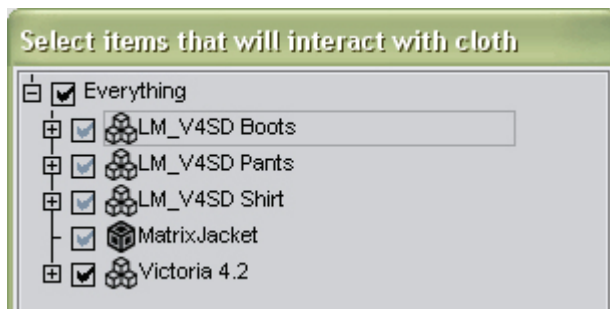 Select items that will interact with cloth
Everything
LM_V4SD Boots
LM_V4SD Pants
LM_V4SD Shirt
MatrixJacket
Victoria 4.2